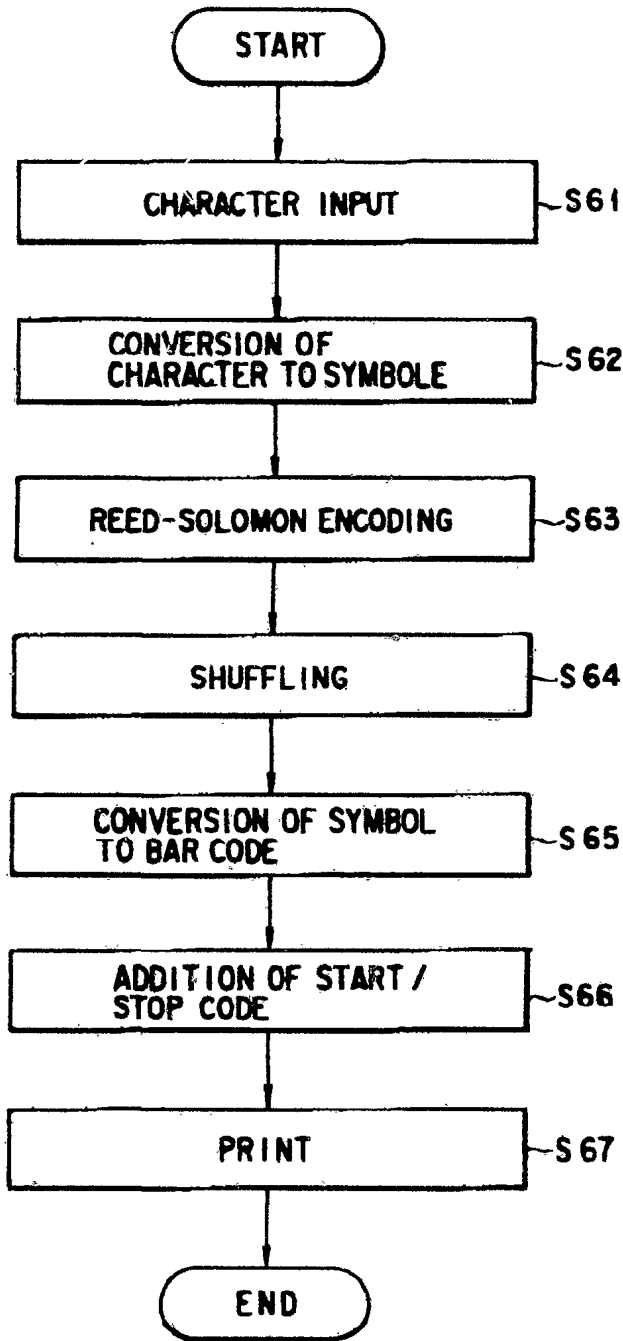 START
CHARACTER INPUT
S61
CONVERSION OF
CHARACTER TO SYMBOLE
S62
REED-SOLOMON ENCODING
S63
SHUFFLING
S64
CONVERSION OF SYMBOL
TO BAR CODE
S65
ADDITION OF START /
STOP CODE
S66
PRINT
S67
END